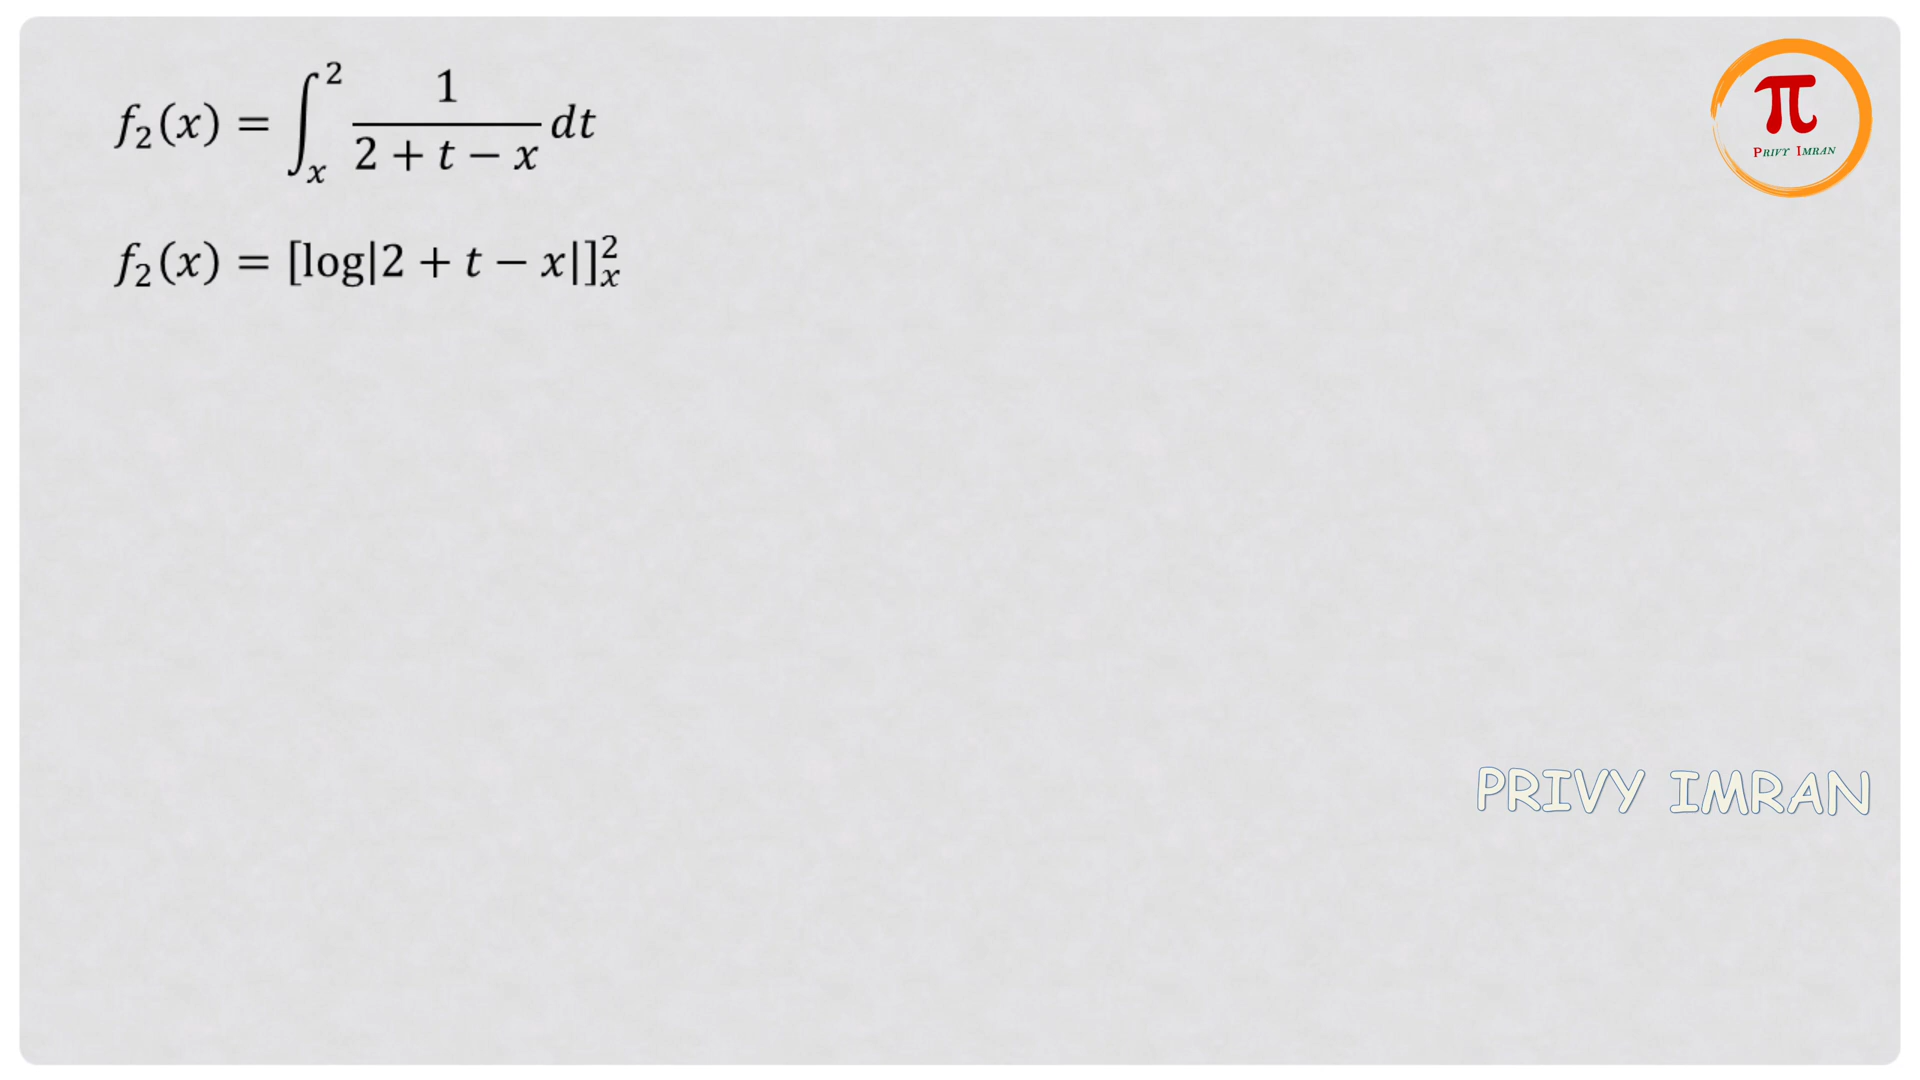 f₂(x) = ∫ₓ² 1/(2 + t − x) dt
f₂(x) = [log|2 + t − x|]ₓ²
π
PRIVY IMRAN
PRIVY IMRAN